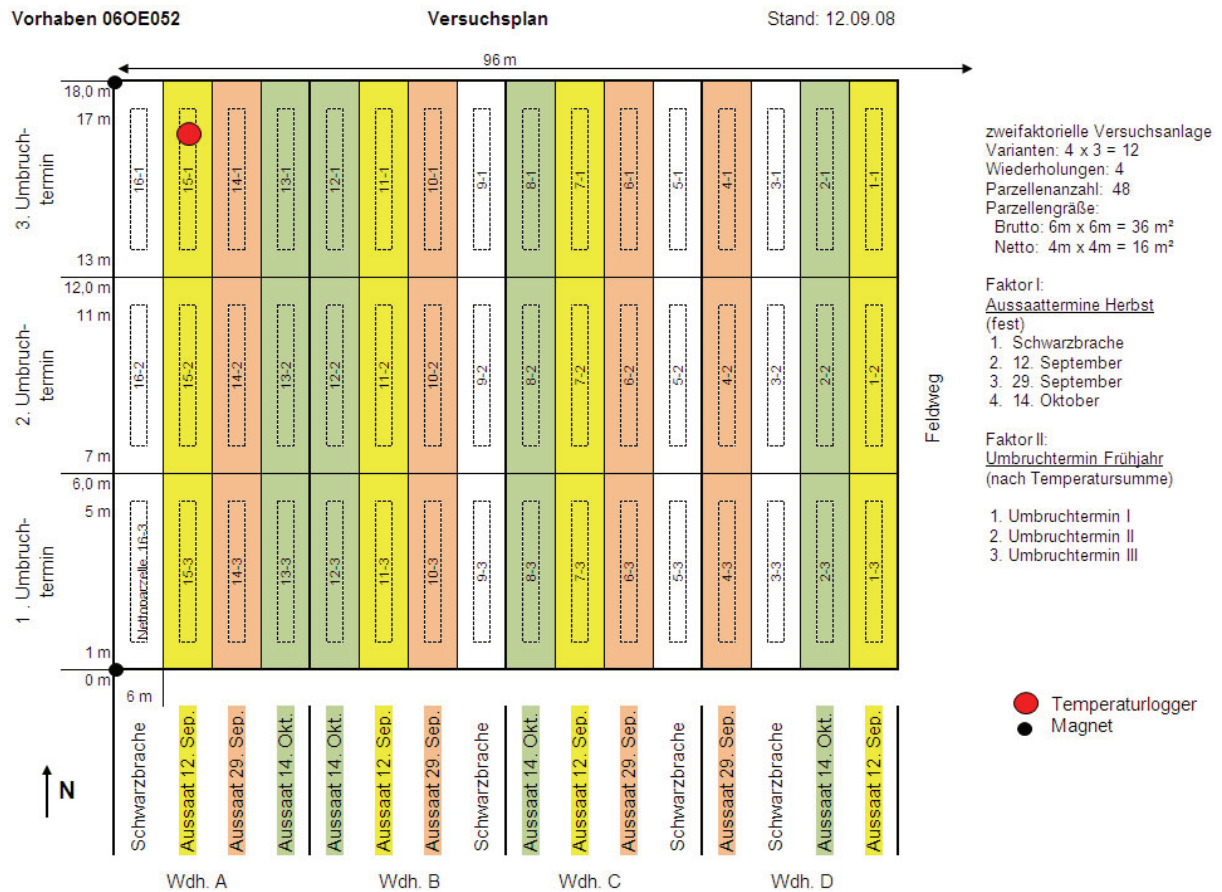 Vorhaben 06OE052
Versuchsplan
Stand: 12.09.08
96 m
18,0 m
17 m
13 m
12,0 m
11 m
7 m
6,0 m
5 m
1 m
0 m
6 m
3. Umbruch-
termin
2. Umbruch-
termin
1. Umbruch-
termin
16-1
15-1
14-1
13-1
12-1
11-1
10-1
9-1
8-1
7-1
6-1
5-1
4-1
3-1
2-1
1-1
16-2
15-2
14-2
13-2
12-2
11-2
10-2
9-2
8-2
7-2
6-2
5-2
4-2
3-2
2-2
1-2
Nettoparzelle 16-3
15-3
14-3
13-3
12-3
11-3
10-3
9-3
8-3
7-3
6-3
5-3
4-3
3-3
2-3
1-3
Feldweg
zweifaktorielle Versuchsanlage
Varianten: 4 x 3 = 12
Wiederholungen: 4
Parzellenanzahl: 48
Parzellengröße:
Brutto: 6m x 6m = 36 m²
Netto: 4m x 4m = 16 m²
Faktor I:
Aussaattermine Herbst
(fest)
1. Schwarzbrache
2. 12. September
3. 29. September
4. 14. Oktober
Faktor II:
Umbruchtermin Frühjahr
(nach Temperatursumme)
1. Umbruchtermin I
2. Umbruchtermin II
3. Umbruchtermin III
Temperaturlogger
Magnet
N
Schwarzbrache
Aussaat 12. Sep.
Aussaat 29. Sep.
Aussaat 14. Okt.
Aussaat 14. Okt.
Aussaat 12. Sep.
Aussaat 29. Sep.
Schwarzbrache
Aussaat 14. Okt.
Aussaat 12. Sep.
Aussaat 29. Sep.
Schwarzbrache
Aussaat 29. Sep.
Schwarzbrache
Aussaat 14. Okt.
Aussaat 12. Sep.
Wdh. A
Wdh. B
Wdh. C
Wdh. D